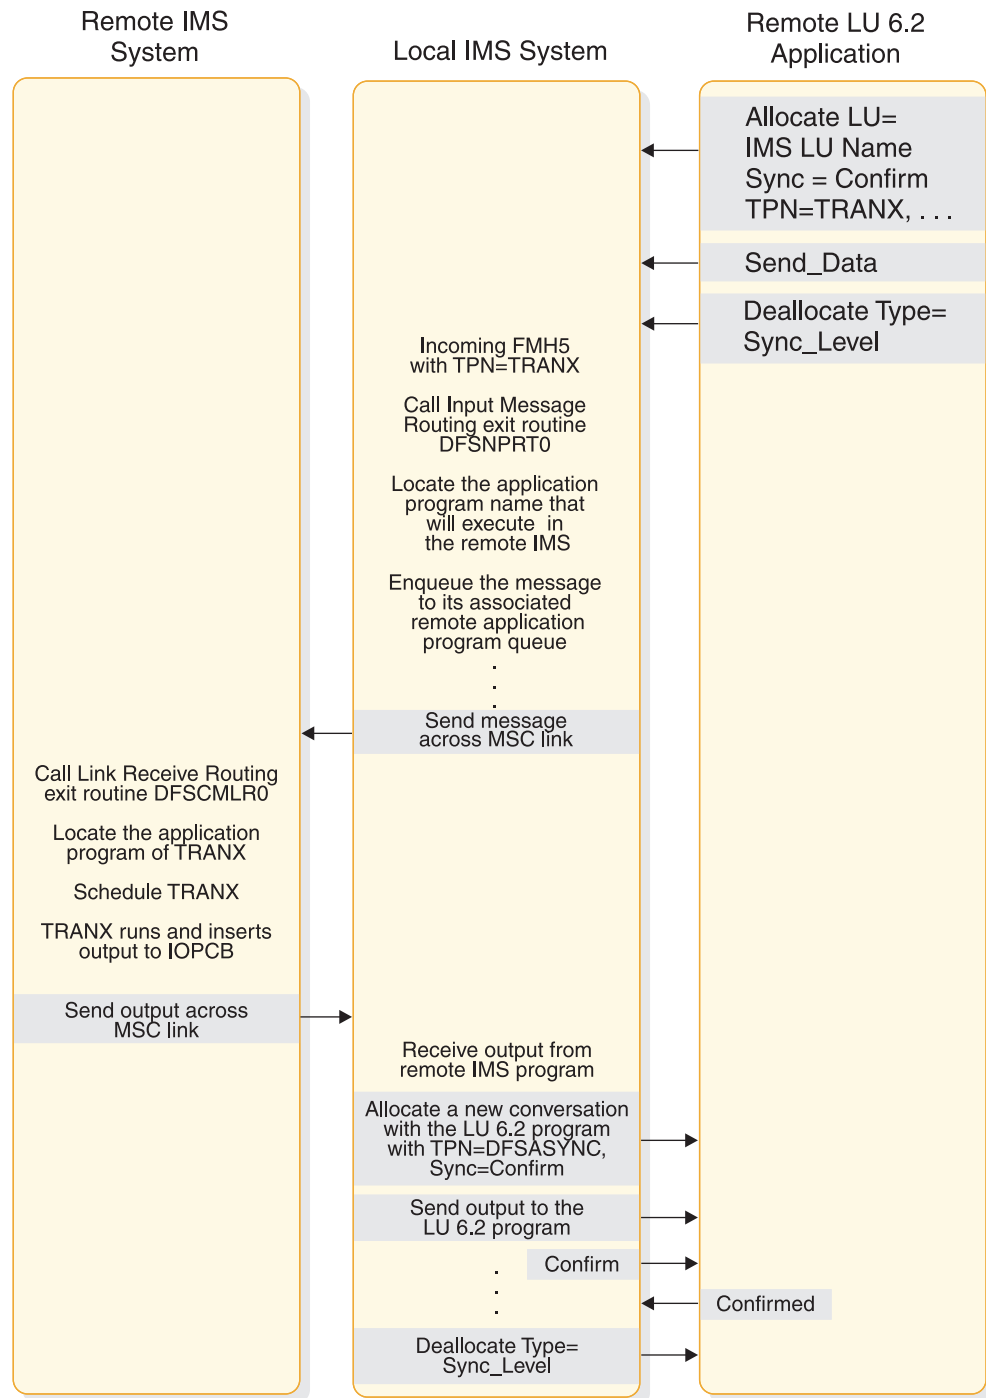 Remote IMS
System
Local IMS System
Remote LU 6.2
Application
Allocate LU=
IMS LU Name
Sync = Confirm
TPN=TRANX, . . .
Send_Data
Deallocate Type=
Sync_Level
Incoming FMH5
with TPN=TRANX
Call Input Message
Routing exit routine
DFSNPRT0
Locate the application
program name that
will execute in
the remote IMS
Enqueue the message
to its associated
remote application
program queue
.
.
.
Send message
across MSC link
Call Link Receive Routing
exit routine DFSCMLR0
Locate the application
program of TRANX
Schedule TRANX
TRANX runs and inserts
output to IOPCB
Send output across
MSC link
Receive output from
remote IMS program
Allocate a new conversation
with the LU 6.2 program
with TPN=DFSASYNC,
Sync=Confirm
Send output to the
LU 6.2 program
Confirm
.
.
.
Confirmed
Deallocate Type=
Sync_Level